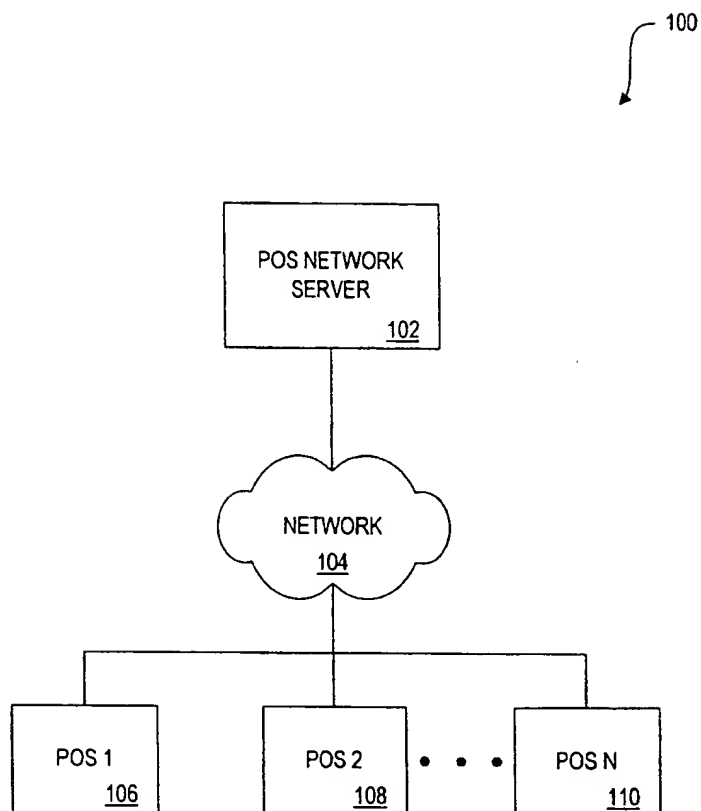 100
POS NETWORK
SERVER
102
NETWORK
104
POS 1
106
POS 2
108
POS N
110